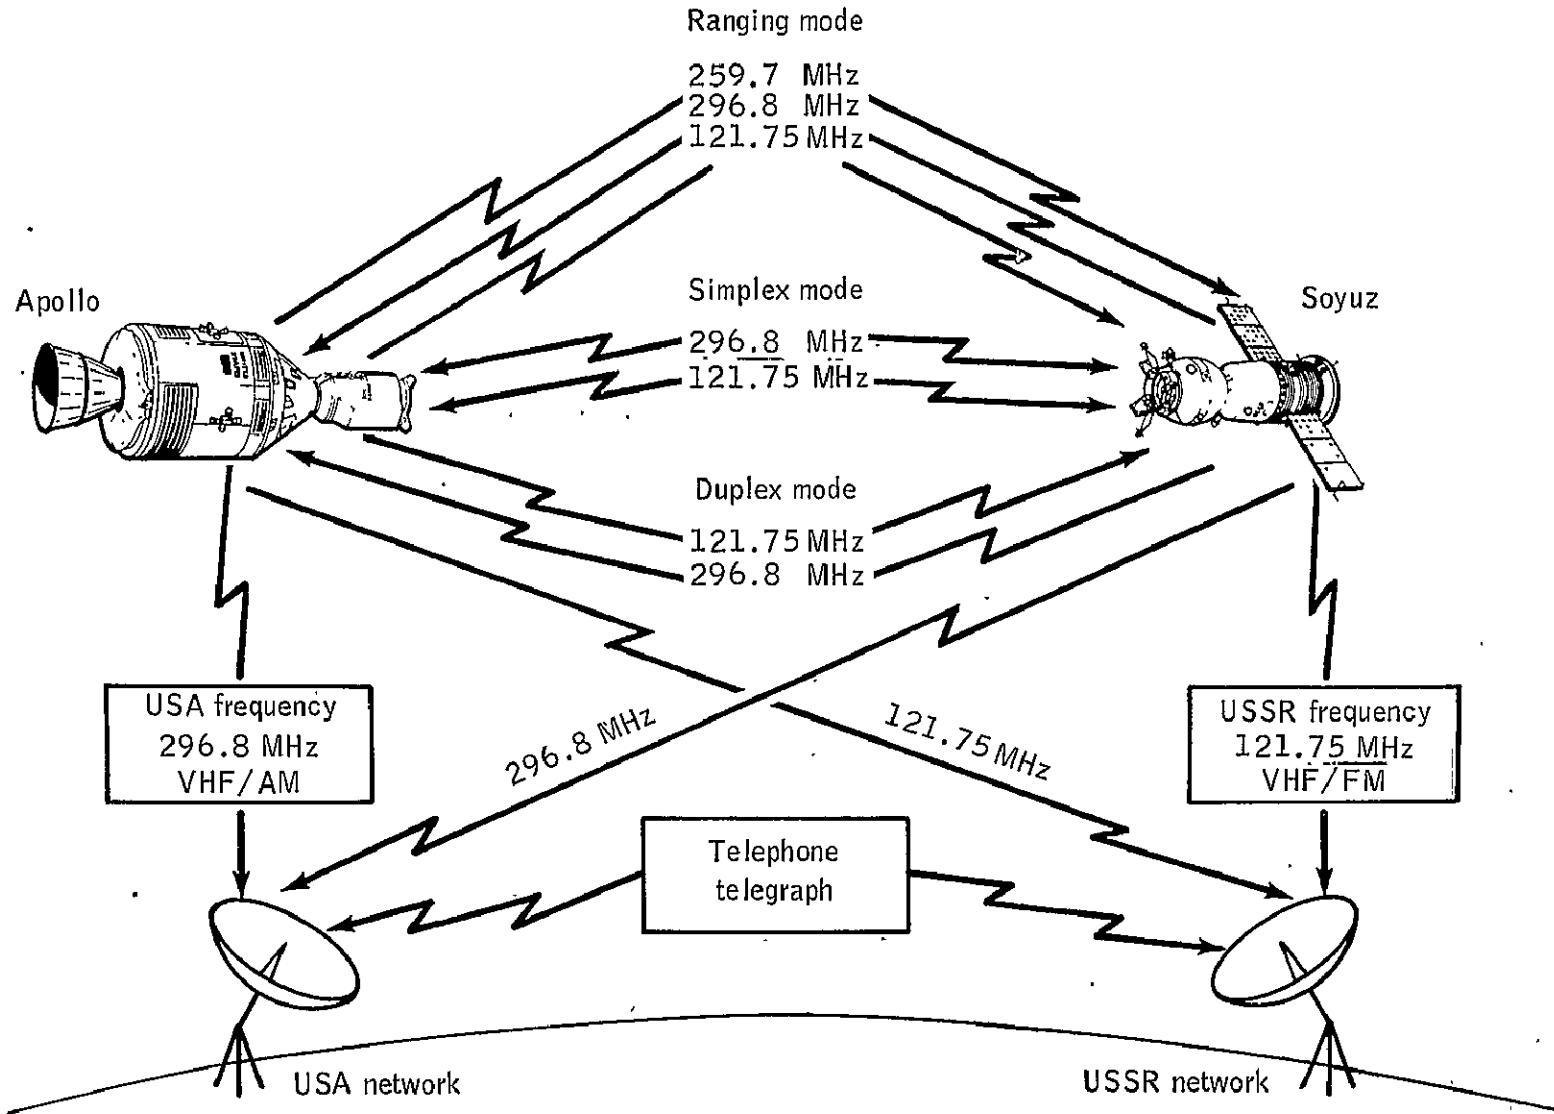 Ranging mode
259.7 MHz
296.8 MHz
121.75 MHz
Apollo
Simplex mode
Soyuz
296.8 MHz
121.75 MHz
Duplex mode
121.75 MHz
296.8 MHz
USA frequency
296.8 MHz
VHF/AM
296.8 MHz
121.75 MHz
USSR frequency
121.75 MHz
VHF/FM
Telephone
telegraph
USA network
USSR network